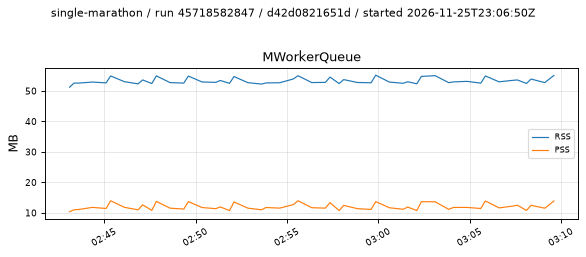 single-marathon / run 45718582847 / d42d0821651d / started 2026-11-25T23:06:50Z
MWorkerQueue
MB
50
40
30
20
10
RSS
PSS
02:45
02:50
02:55
03:00
03:05
03:10